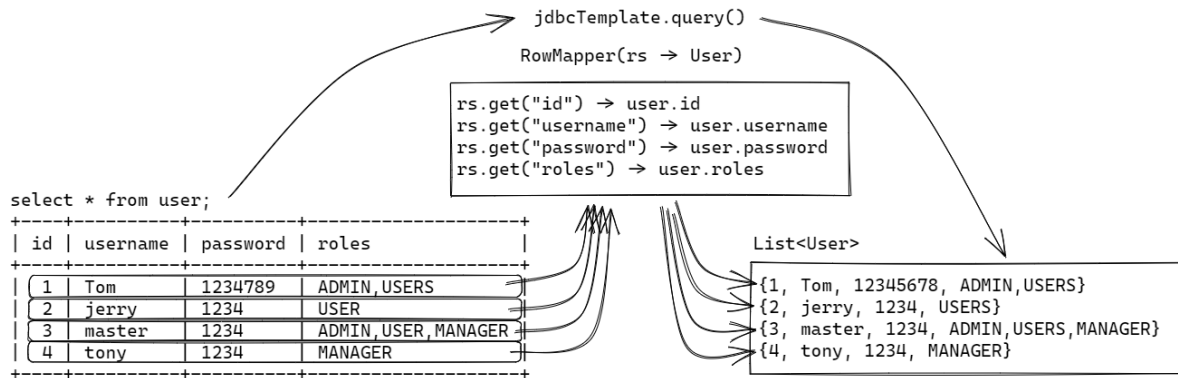 jdbcTemplate.query()
RowMapper(rs → User)
rs.get("id") → user.id
rs.get("username") → user.username
rs.get("password") → user.password
rs.get("roles") → user.roles
select * from user;
+----+----------+----------+--------------------+
| id | username | password | roles |
+----+----------+----------+--------------------+
| 1 | Tom | 1234789 | ADMIN,USERS |
| 2 | jerry | 1234 | USER |
| 3 | master | 1234 | ADMIN,USER,MANAGER |
| 4 | tony | 1234 | MANAGER |
+----+----------+----------+--------------------+
List<User>
{1, Tom, 12345678, ADMIN,USERS}
{2, jerry, 1234, USERS}
{3, master, 1234, ADMIN,USERS,MANAGER}
{4, tony, 1234, MANAGER}